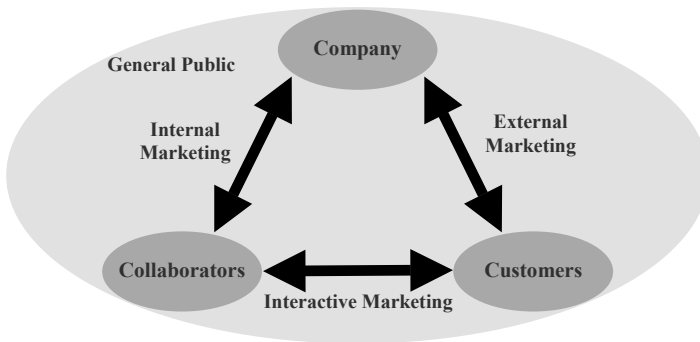 Company
General Public
Internal
Marketing
External
Marketing
Collaborators
Customers
Interactive Marketing